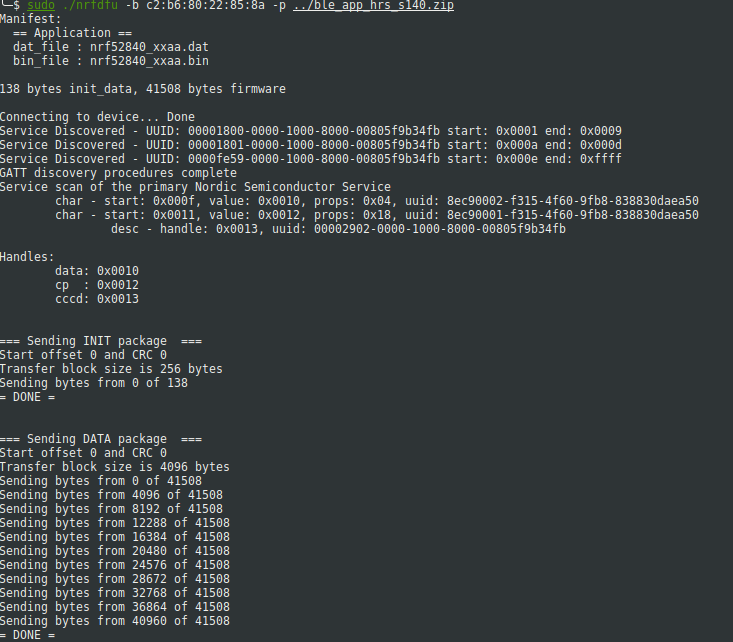 └─$ sudo ./nrfdfu -b c2:b6:80:22:85:8a -p ../ble_app_hrs_s140.zip
Manifest:
  == Application ==
  dat_file : nrf52840_xxaa.dat
  bin_file : nrf52840_xxaa.bin

138 bytes init_data, 41508 bytes firmware

Connecting to device... Done
Service Discovered - UUID: 00001800-0000-1000-8000-00805f9b34fb start: 0x0001 end: 0x0009
Service Discovered - UUID: 00001801-0000-1000-8000-00805f9b34fb start: 0x000a end: 0x000d
Service Discovered - UUID: 0000fe59-0000-1000-8000-00805f9b34fb start: 0x000e end: 0xffff
GATT discovery procedures complete
Service scan of the primary Nordic Semiconductor Service
        char - start: 0x000f, value: 0x0010, props: 0x04, uuid: 8ec90002-f315-4f60-9fb8-838830daea50
        char - start: 0x0011, value: 0x0012, props: 0x18, uuid: 8ec90001-f315-4f60-9fb8-838830daea50
                desc - handle: 0x0013, uuid: 00002902-0000-1000-8000-00805f9b34fb

Handles:
        data: 0x0010
        cp  : 0x0012
        cccd: 0x0013

=== Sending INIT package  ===
Start offset 0 and CRC 0
Transfer block size is 256 bytes
Sending bytes from 0 of 138
= DONE =

=== Sending DATA package  ===
Start offset 0 and CRC 0
Transfer block size is 4096 bytes
Sending bytes from 0 of 41508
Sending bytes from 4096 of 41508
Sending bytes from 8192 of 41508
Sending bytes from 12288 of 41508
Sending bytes from 16384 of 41508
Sending bytes from 20480 of 41508
Sending bytes from 24576 of 41508
Sending bytes from 28672 of 41508
Sending bytes from 32768 of 41508
Sending bytes from 36864 of 41508
Sending bytes from 40960 of 41508
= DONE =